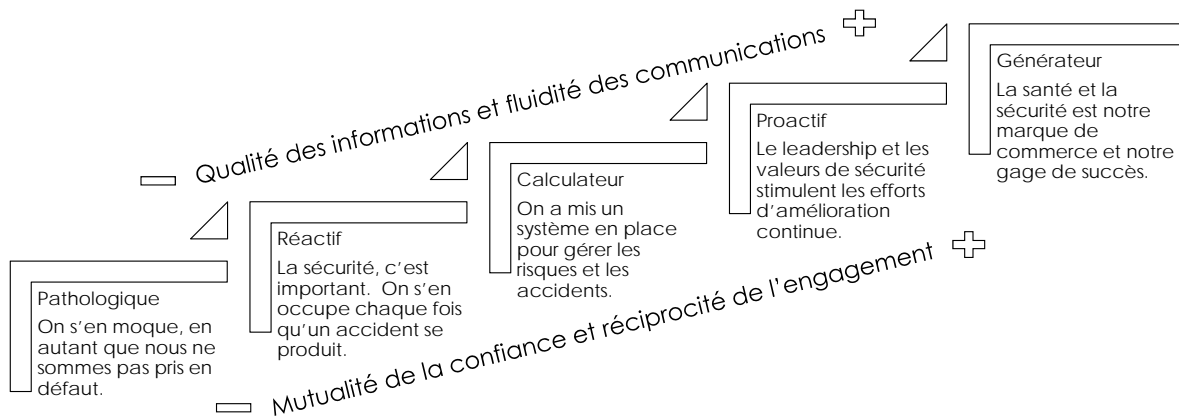 Qualité des informations et fluidité des communications
Générateur
La santé et la
sécurité est notre
marque de
commerce et notre
gage de succès.
Proactif
Le leadership et les
valeurs de sécurité
stimulent les efforts
d'amélioration
continue.
Calculateur
On a mis un
système en place
pour gérer les
risques et les
accidents.
Réactif
La sécurité, c'est
important.  On s'en
occupe chaque fois
qu'un accident se
produit.
Pathologique
On s'en moque, en
autant que nous ne
sommes pas pris en
défaut.
Mutualité de la confiance et réciprocité de l'engagement